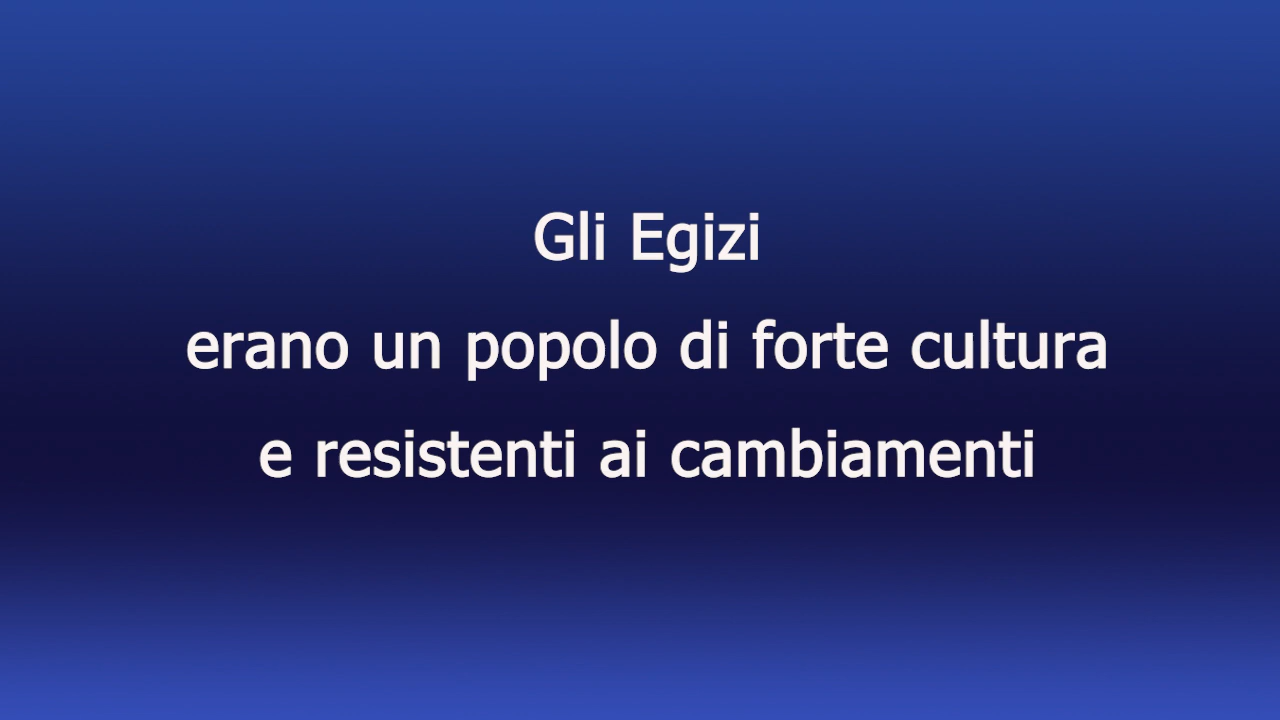 Gli Egizi
erano un popolo di forte cultura
e resistenti ai cambiamenti